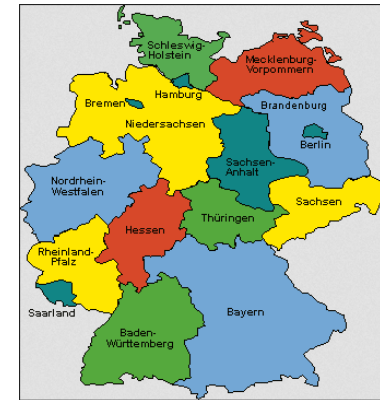 Schleswig-
Holstein
Mecklenburg-
Vorpommern
Hamburg
Bremen
Brandenburg
Niedersachsen
Berlin
Sachsen-
Anhalt
Nordrhein-
Westfalen
Sachsen
Thüringen
Hessen
Rheinland-
Pfalz
Saarland
Bayern
Baden-
Württemberg